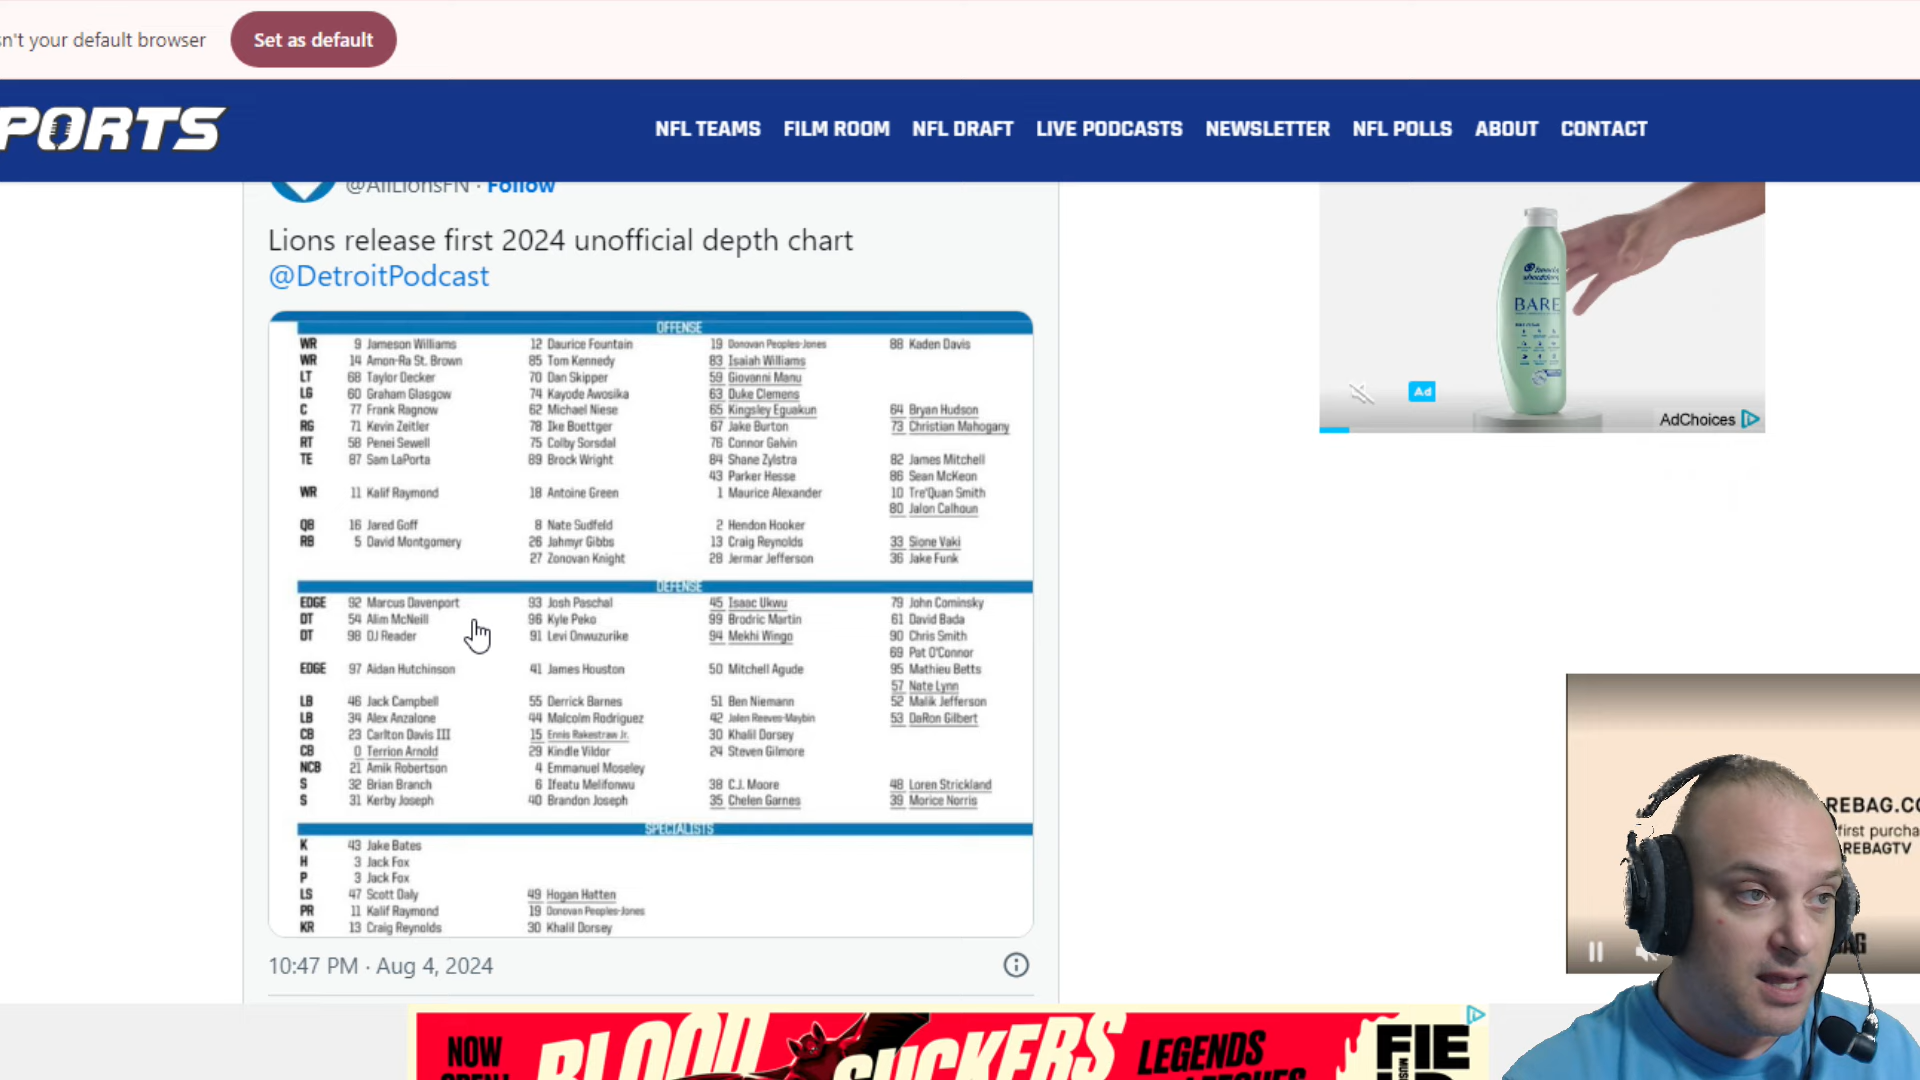 sn't your default browser
Set as default
PORTS
NFL TEAMS FILM ROOM NFL DRAFT LIVE PODCASTS NEWSLETTER NFL POLLS ABOUT CONTACT
@AllLionsFN · Follow
Lions release first 2024 unofficial depth chart
@DetroitPodcast
OFFENSE
WR 9 Jameson Williams 12 Daurice Fountain 19 Donovan Peoples-Jones 88 Kaden Davis
WR 14 Amon-Ra St. Brown 85 Tom Kennedy 83 Isaiah Williams
LT 68 Taylor Decker 70 Dan Skipper 59 Giovanni Manu
LG 60 Graham Glasgow 74 Kayode Awosika 63 Duke Clemens
C 77 Frank Ragnow 62 Michael Niese 65 Kingsley Eguakun 64 Bryan Hudson
RG 71 Kevin Zeitler 78 Ike Boettger 67 Jake Burton 73 Christian Mahogany
RT 58 Penei Sewell 75 Colby Sorsdal 76 Connor Galvin
TE 87 Sam LaPorta 89 Brock Wright 84 Shane Zylstra 82 James Mitchell
43 Parker Hesse 86 Sean McKeon
WR 11 Kalif Raymond 18 Antoine Green 1 Maurice Alexander 10 Tre'Quan Smith
80 Jalon Calhoun
QB 16 Jared Goff 8 Nate Sudfeld 2 Hendon Hooker
RB 5 David Montgomery 26 Jahmyr Gibbs 13 Craig Reynolds 33 Sione Vaki
27 Zonovan Knight 28 Jermar Jefferson 36 Jake Funk
DEFENSE
EDGE 92 Marcus Davenport 93 Josh Paschal 45 Isaac Ukwu 79 John Cominsky
DT 54 Alim McNeill 96 Kyle Peko 99 Brodric Martin 61 David Bada
DT 98 DJ Reader 91 Levi Onwuzurike 94 Mekhi Wingo 90 Chris Smith
69 Pat O'Connor
EDGE 97 Aidan Hutchinson 41 James Houston 50 Mitchell Agude 95 Mathieu Betts
57 Nate Lynn
LB 46 Jack Campbell 55 Derrick Barnes 51 Ben Niemann 52 Malik Jefferson
LB 34 Alex Anzalone 44 Malcolm Rodriguez 42 Jalen Reeves-Maybin 53 DaRon Gilbert
CB 23 Carlton Davis III 15 Ennis Rakestraw Jr. 30 Khalil Dorsey
CB 0 Terrion Arnold 29 Kindle Vildor 24 Steven Gilmore
NCB 21 Amik Robertson 4 Emmanuel Moseley
S 32 Brian Branch 6 Ifeatu Melifonwu 38 C.J. Moore 48 Loren Strickland
S 31 Kerby Joseph 40 Brandon Joseph 35 Chelen Garnes 39 Morice Norris
SPECIALISTS
K 43 Jake Bates
H 3 Jack Fox
P 3 Jack Fox
LS 47 Scott Daly 49 Hogan Hatten
PR 11 Kalif Raymond 19 Donovan Peoples-Jones
KR 13 Craig Reynolds 30 Khalil Dorsey
10:47 PM · Aug 4, 2024
head & shoulders
BARE
Ad
AdChoices
REBAG.CO
first purcha
REBAGTV
AG
NOW
OPEN!
BLOOD
SUCKERS
LEGENDS
FIE